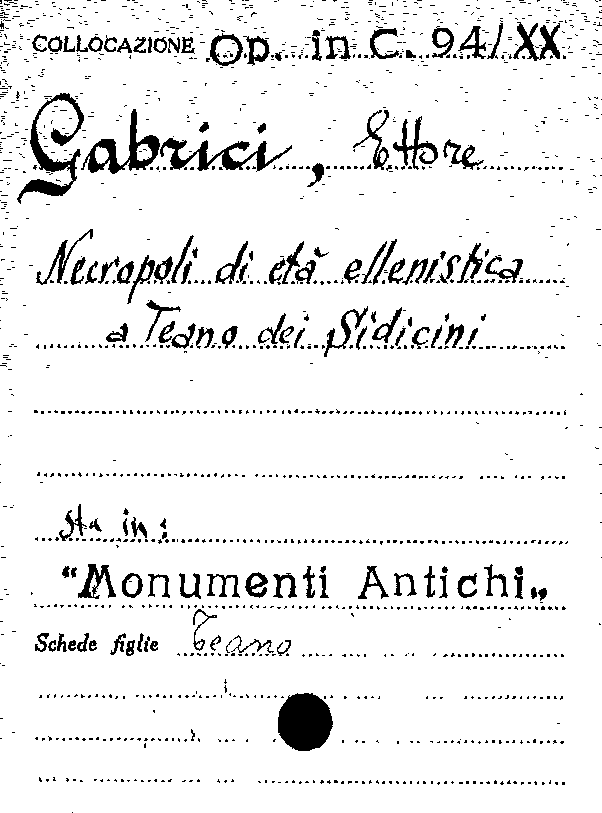 COLLOCAZIONE Op. in C. 94/XX
Gabrici, Ettore
Necropoli di età ellenistica
a Teano dei Sidicini
sta in:
"Monumenti Antichi„
Schede figlie Teano